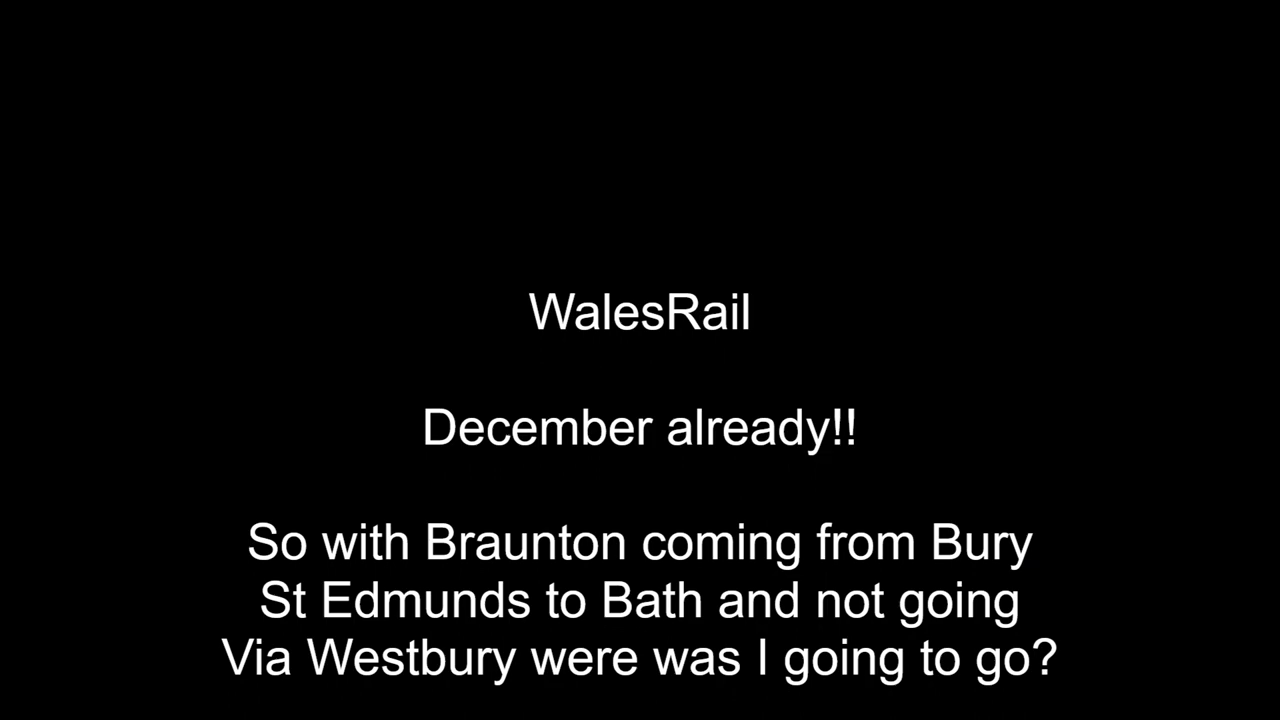 WalesRail
December already!!
So with Braunton coming from Bury
St Edmunds to Bath and not going
Via Westbury were was I going to go?